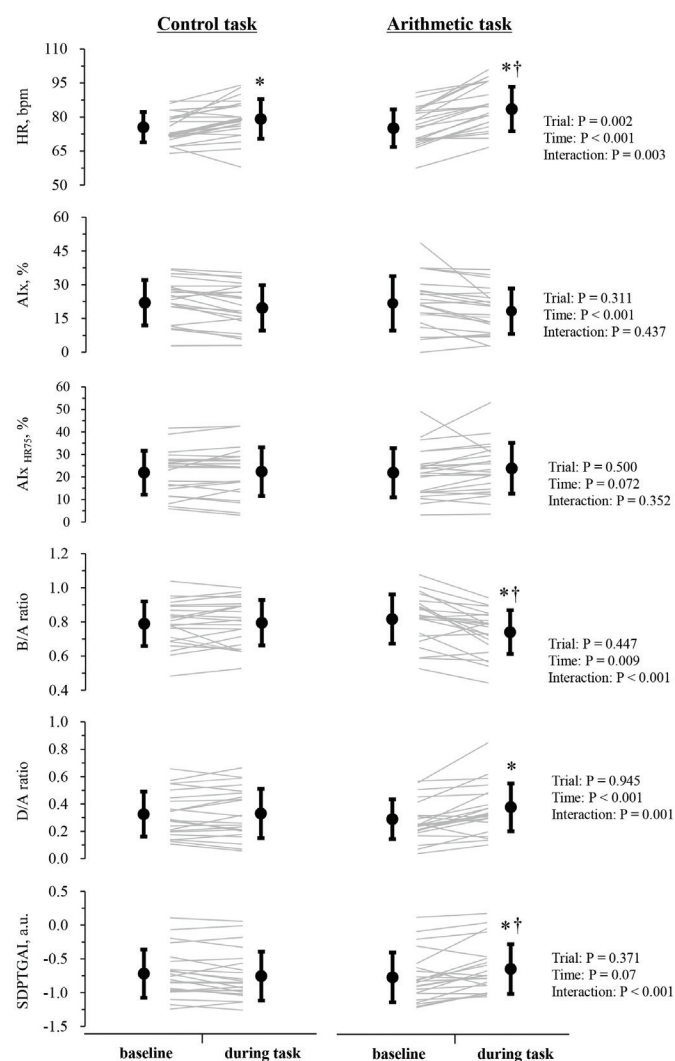 Control task
Arithmetic task
HR, bpm
110
95
80
65
50
*
*†
Trial: P = 0.002
Time: P < 0.001
Interaction: P = 0.003
AIx, %
60
45
30
15
0
Trial: P = 0.311
Time: P < 0.001
Interaction: P = 0.437
AIx HR75, %
60
50
40
30
20
10
0
Trial: P = 0.500
Time: P = 0.072
Interaction: P = 0.352
B/A ratio
1.2
1.0
0.8
0.6
0.4
*†
Trial: P = 0.447
Time: P = 0.009
Interaction: P < 0.001
D/A ratio
1.0
0.8
0.6
0.4
0.2
0.0
*
Trial: P = 0.945
Time: P < 0.001
Interaction: P = 0.001
SDPTGAI, a.u.
0.5
0.0
-0.5
-1.0
-1.5
*†
Trial: P = 0.371
Time: P = 0.07
Interaction: P < 0.001
baseline
during task
baseline
during task